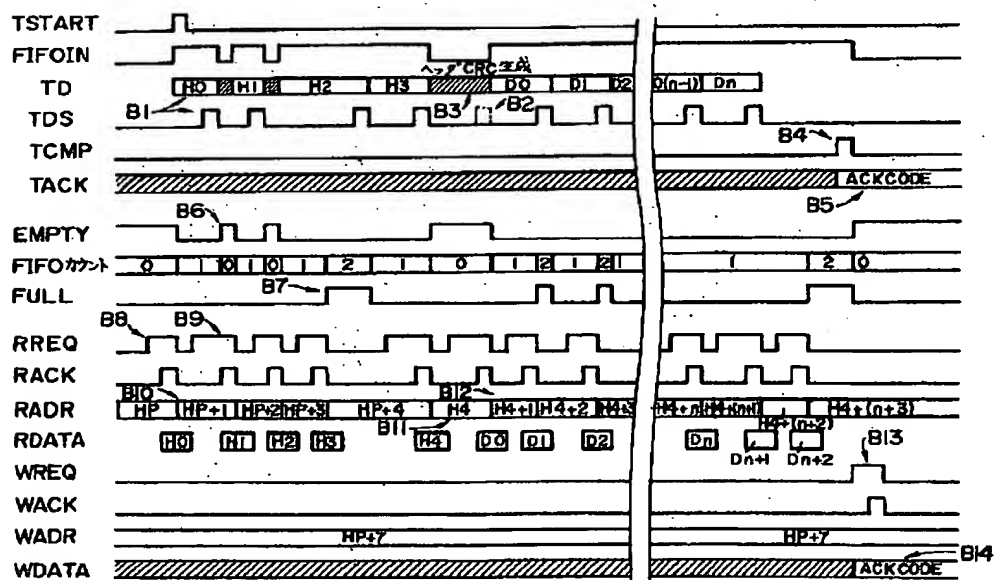 TSTART
FIFOIN
ヘッダCRC生成
TD H0 H1 H2 H3 D0 D1 D2 D(n-1) Dn
B1 B3 B2
TDS
B4
TCMP
TACK ACKCODE
B5
B6
EMPTY
FIFOカウント 0 1 0 1 0 1 2 1 0 1 2 1 2 1 1 2 0
B7
FULL
B8 B9
RREQ
RACK
B10 B12
RADR HP HP+1 HP+2 HP+3 HP+4 H4 H4+1 H4+2 H4+3 H4+n H4+(n+1) H4+(n+3)
B11 H4+(n+2)
RDATA H0 H1 H2 H3 H4 D0 D1 D2 Dn
Dn+1 Dn+2
B13
WREQ
WACK
WADR HP+7 HP+7
B14
WDATA ACKCODE